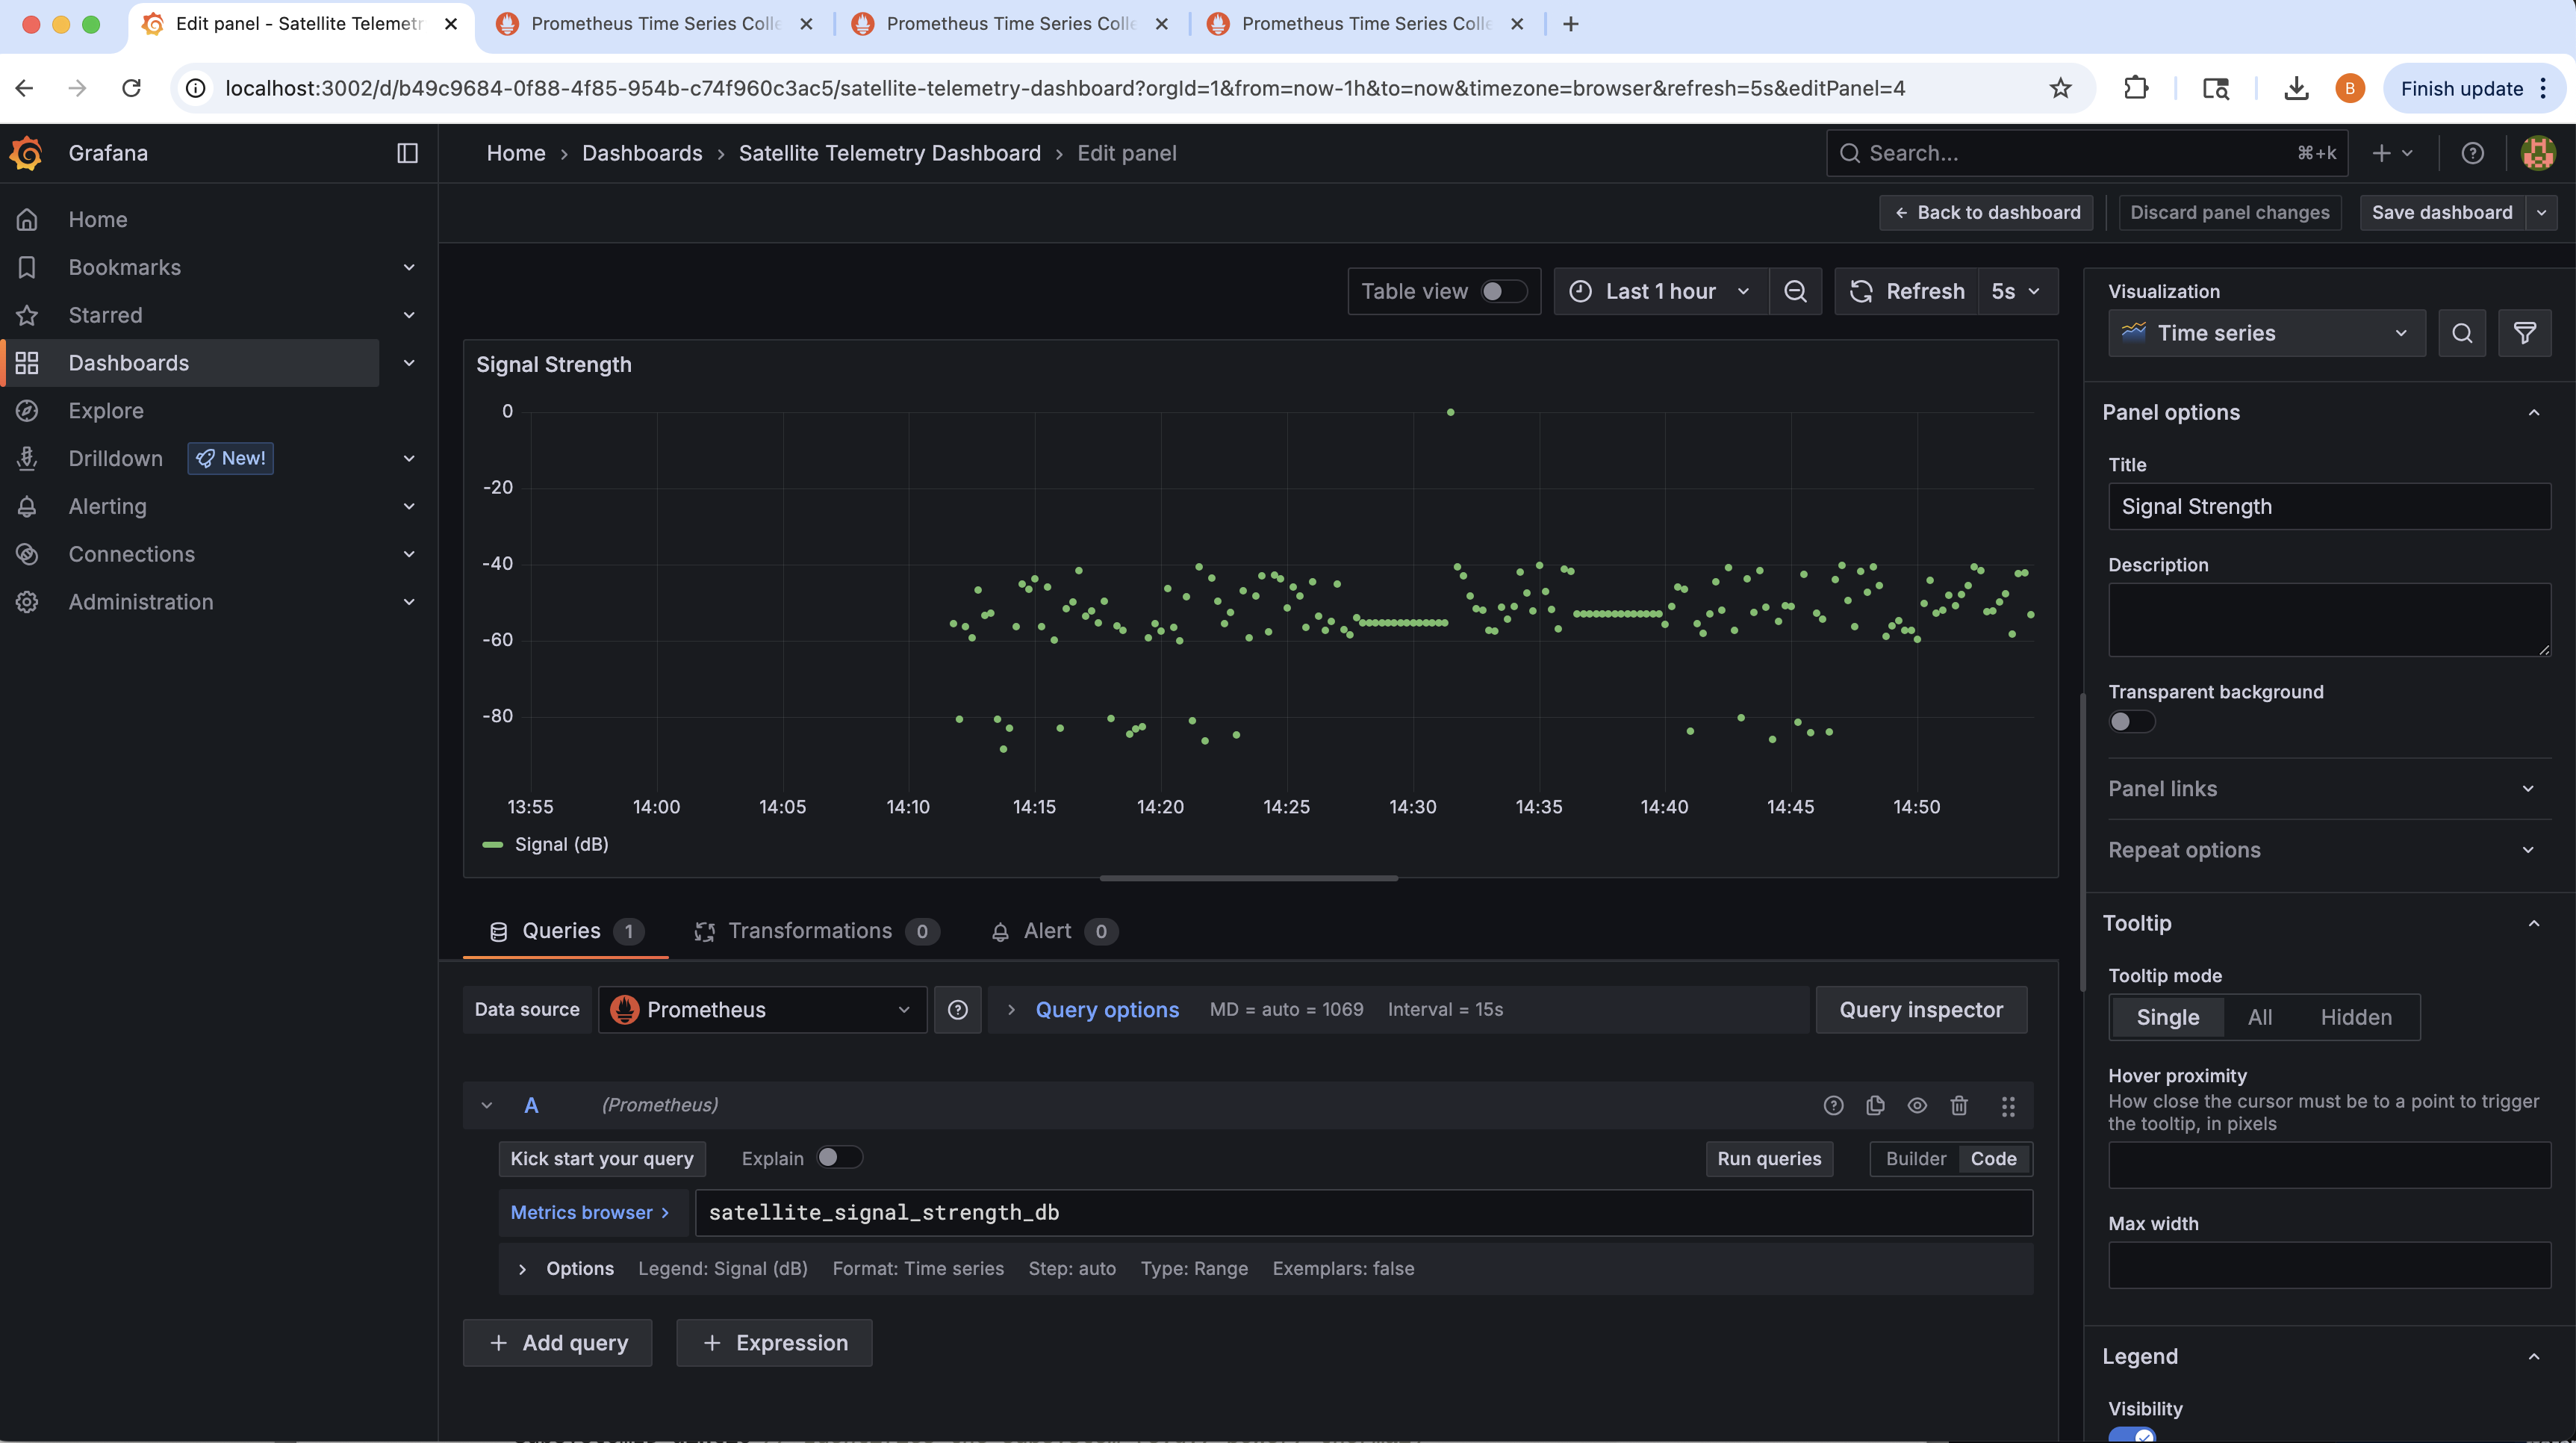 Edit panel - Satellite Telemetr
Prometheus Time Series Colle
Prometheus Time Series Colle
Prometheus Time Series Colle
localhost:3002/d/b49c9684-0f88-4f85-954b-c74f960c3ac5/satellite-telemetry-dashboard?orgId=1&from=now-1h&to=now&timezone=browser&refresh=5s&editPanel=4
B
Finish update
Grafana
Home › Dashboards › Satellite Telemetry Dashboard › Edit panel
Search...
⌘+k
Back to dashboard
Discard panel changes
Save dashboard
Home
Bookmarks
Starred
Dashboards
Explore
Drilldown New!
Alerting
Connections
Administration
Table view
Last 1 hour
Refresh
5s
Signal Strength
0
-20
-40
-60
-80
13:55 14:00 14:05 14:10 14:15 14:20 14:25 14:30 14:35 14:40 14:45 14:50
Signal (dB)
Queries 1
Transformations 0
Alert 0
Data source
Prometheus
Query options
MD = auto = 1069
Interval = 15s
Query inspector
A
(Prometheus)
Kick start your query
Explain
Run queries
Builder
Code
Metrics browser >
satellite_signal_strength_db
Options
Legend: Signal (dB)
Format: Time series
Step: auto
Type: Range
Exemplars: false
+ Add query
+ Expression
Visualization
Time series
Panel options
Title
Signal Strength
Description
Transparent background
Panel links
Repeat options
Tooltip
Tooltip mode
Single
All
Hidden
Hover proximity
How close the cursor must be to a point to trigger
the tooltip, in pixels
Max width
Legend
Visibility